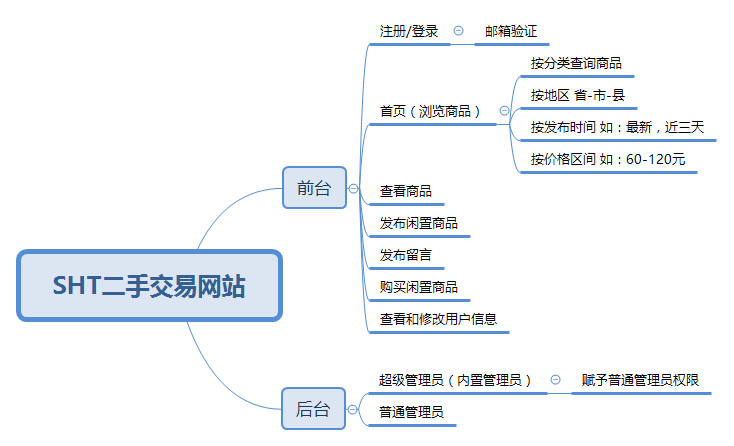 SHT二手交易网站
前台
注册/登录
邮箱验证
首页（浏览商品）
按分类查询商品
按地区 省-市-县
按发布时间 如：最新，近三天
按价格区间 如：60-120元
查看商品
发布闲置商品
发布留言
购买闲置商品
查看和修改用户信息
后台
超级管理员（内置管理员）
赋予普通管理员权限
普通管理员